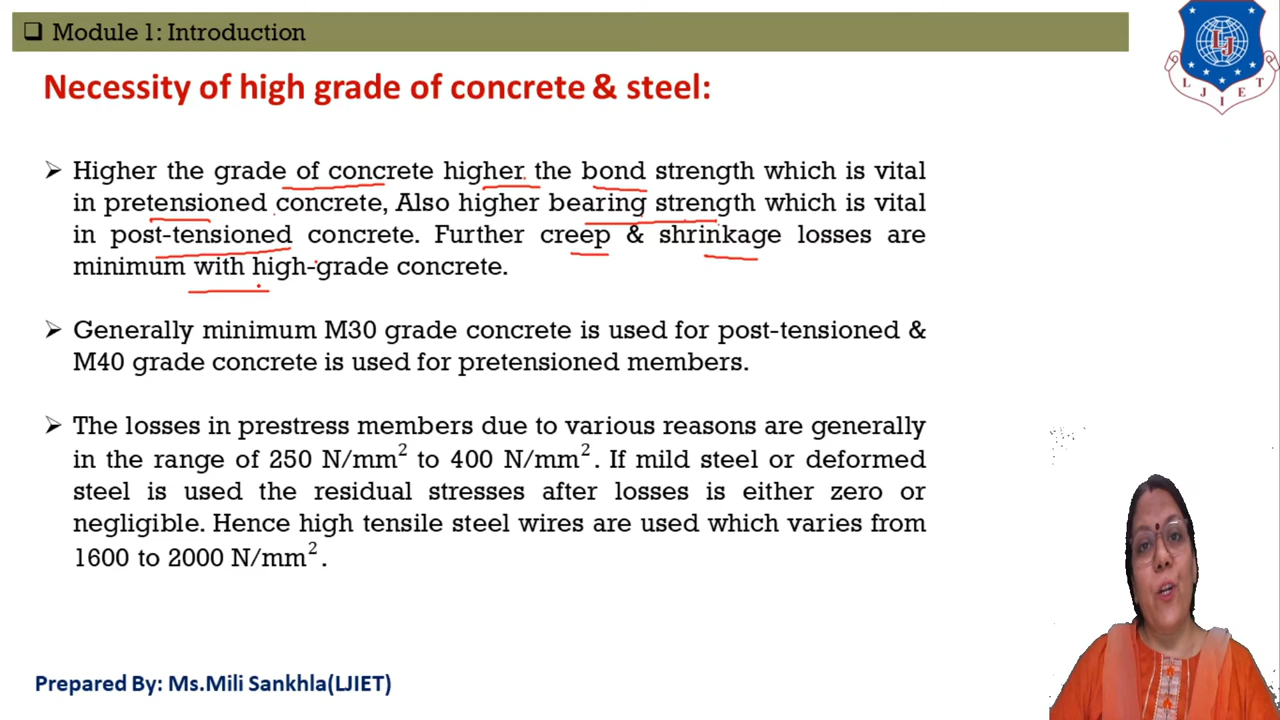 ❑ Module 1: Introduction
LJ
L J I E T
Necessity of high grade of concrete & steel:
➢ Higher the grade of concrete higher the bond strength which is vital
in pretensioned concrete, Also higher bearing strength which is vital
in post-tensioned concrete. Further creep & shrinkage losses are
minimum with high-grade concrete.
➢ Generally minimum M30 grade concrete is used for post-tensioned &
M40 grade concrete is used for pretensioned members.
➢ The losses in prestress members due to various reasons are generally
in the range of 250 N/mm² to 400 N/mm². If mild steel or deformed
steel is used the residual stresses after losses is either zero or
negligible. Hence high tensile steel wires are used which varies from
1600 to 2000 N/mm².
Prepared By: Ms.Mili Sankhla(LJIET)